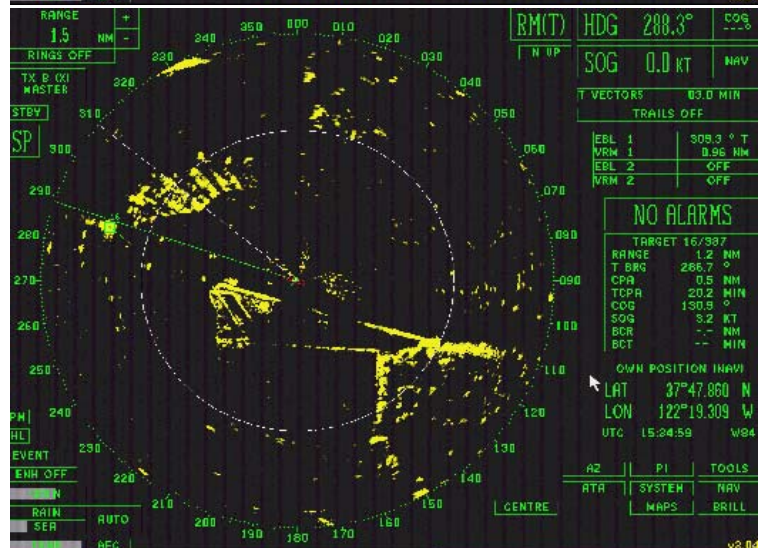 RANGE +
1.5 NM -
RINGS OFF
TX B (X)
MASTER
STBY
SP
000 010 020 030 040 050 060 070 080 090 100 110 120 130 140 150 160 170 180 190 200 210 220 230 240 250 260 270 280 290 300 310 320 330
EVENT
ENH OFF
RAIN
SEA
AUTO
AFC
RM(T)
N UP
HDG 288.3°
COG
---°
SOG 0.0 KT
NAV
T VECTORS 03.0 MIN
TRAILS OFF
EBL 1 309.3 ° T
VRM 1 0.96 NM
EBL 2 OFF
VRM 2 OFF
NO ALARMS
TARGET 16/987
RANGE 1.2 NM
T BRG 286.7 °
CPA 0.5 NM
TCPA 20.2 MIN
COG 130.9 °
SOG 3.2 KT
BCR -.- NM
BCT -- MIN
OWN POSITION (NAV)
LAT 37°47.860 N
LON 122°19.309 W
UTC 15:24:59 W84
AZ PI TOOLS
ATA SYSTEM NAV
MAPS BRILL
CENTRE